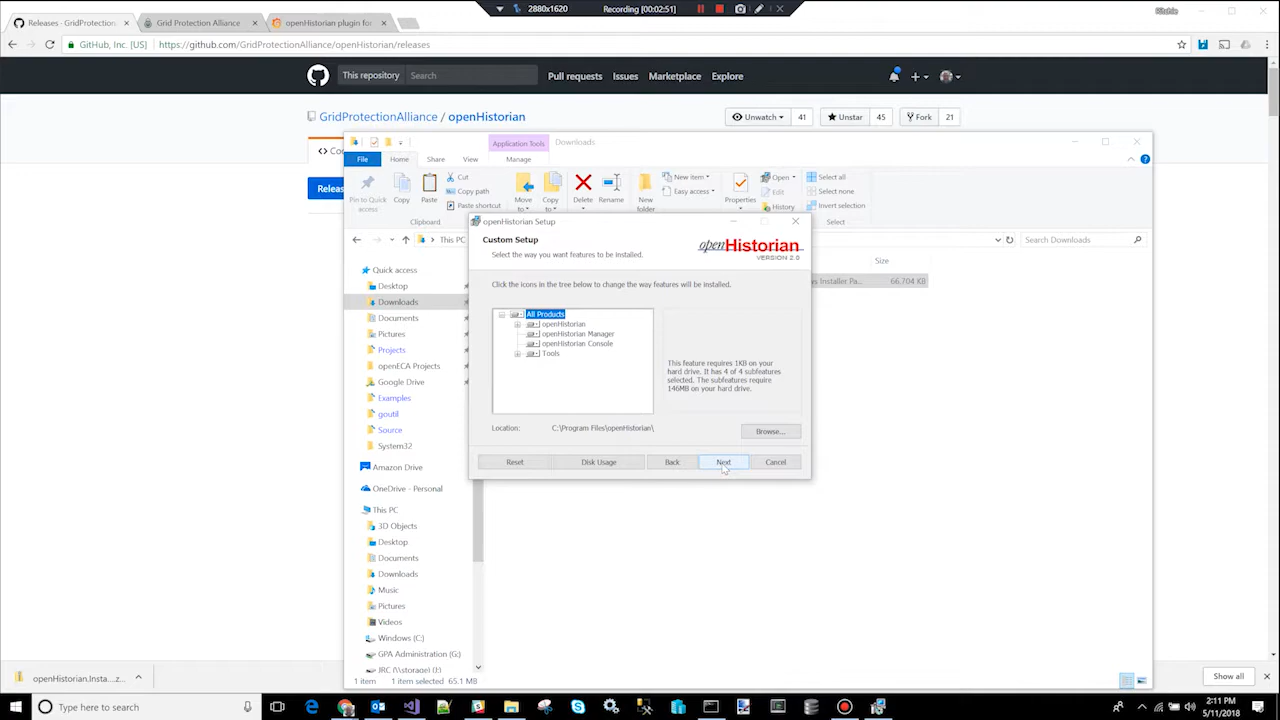 2880x1620
Recording [00:02:51]
Kitchie
Releases · GridProtection
Grid Protection Alliance
openHistorian plugin for
GitHub, Inc. [US]
https://github.com/GridProtectionAlliance/openHistorian/releases
This repository
Search
Pull requests
Issues
Marketplace
Explore
GridProtectionAlliance / openHistorian
Unwatch
41
Unstar
45
Fork
21
<> Co
Releas
Application Tools
Downloads
File
Home
Share
View
Manage
Pin to Quick access
Copy
Paste
Cut
Copy path
Paste shortcut
Clipboard
Move to
Copy to
Delete
Rename
New folder
New item
Easy access
Properties
Open
Edit
History
Select all
Select none
Invert selection
Select
This PC
Search Downloads
Size
ws Installer Pa...
66,704 KB
Quick access
Desktop
Downloads
Documents
Pictures
Projects
openECA Projects
Google Drive
Examples
goutil
Source
System32
Amazon Drive
OneDrive - Personal
This PC
3D Objects
Desktop
Documents
Downloads
Music
Pictures
Videos
Windows (C:)
GPA Administration (G:)
JRC (\\storage) (J:)
1 item
1 item selected
65.1 MB
openHistorian Setup
Custom Setup
Select the way you want features to be installed.
openHistorian
VERSION 2.0
Click the icons in the tree below to change the way features will be installed.
All Products
openHistorian
openHistorian Manager
openHistorian Console
Tools
This feature requires 1KB on your
hard drive. It has 4 of 4 subfeatures
selected. The subfeatures require
146MB on your hard drive.
Location:
C:\Program Files\openHistorian\
Browse...
Reset
Disk Usage
Back
Next
Cancel
openHistorian.Insta....z...
Show all
Type here to search
2:11 PM
5/11/2018